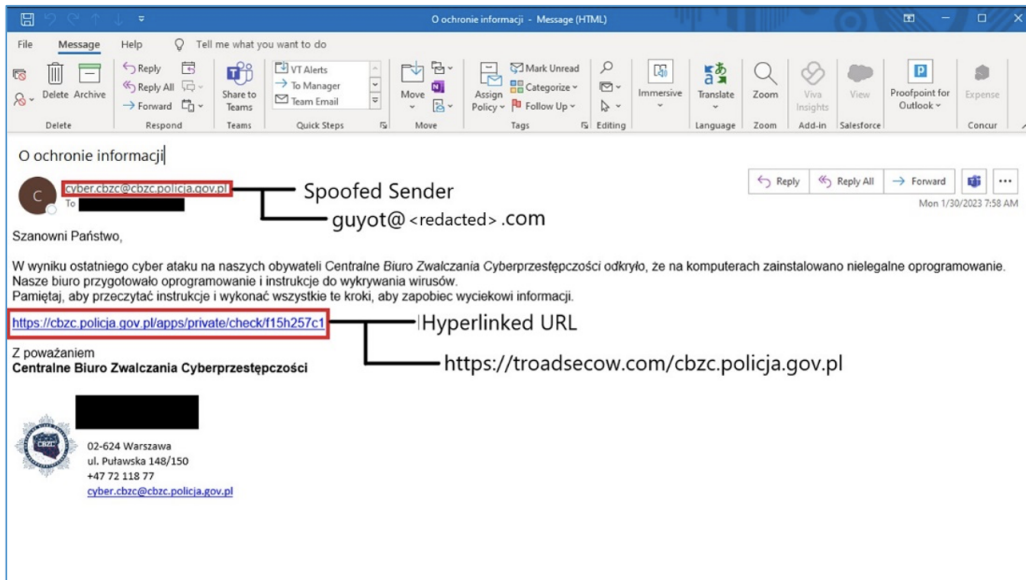 O ochronie informacji - Message (HTML)
File Message Help Tell me what you want to do
Delete Archive
Delete
Reply
Reply All
Forward
Respond
Share to Teams
Teams
VT Alerts
To Manager
Team Email
Quick Steps
Move
Move
Assign Policy
Mark Unread
Categorize
Follow Up
Tags
Editing
Immersive
Translate
Language
Zoom
Zoom
Viva Insights
Add-in
View
Salesforce
Proofpoint for Outlook
Expense
Concur
O ochronie informacji
C
cyber.cbzc@cbzc.policja.gov.pl
To
Spoofed Sender
guyot@ <redacted> .com
Reply Reply All Forward
Mon 1/30/2023 7:58 AM
Szanowni Państwo,
W wyniku ostatniego cyber ataku na naszych obywateli Centralne Biuro Zwalczania Cyberprzestępczości odkryło, że na komputerach zainstalowano nielegalne oprogramowanie.
Nasze biuro przygotowało oprogramowanie i instrukcje do wykrywania wirusów.
Pamiętaj, aby przeczytać instrukcje i wykonać wszystkie te kroki, aby zapobiec wyciekowi informacji.
https://cbzc.policja.gov.pl/apps/private/check/f15h257c1
Hyperlinked URL
https://troadsecow.com/cbzc.policja.gov.pl
Z poważaniem
Centralne Biuro Zwalczania Cyberprzestępczości
CBZC
02-624 Warszawa
ul. Puławska 148/150
+47 72 118 77
cyber.cbzc@cbzc.policja.gov.pl